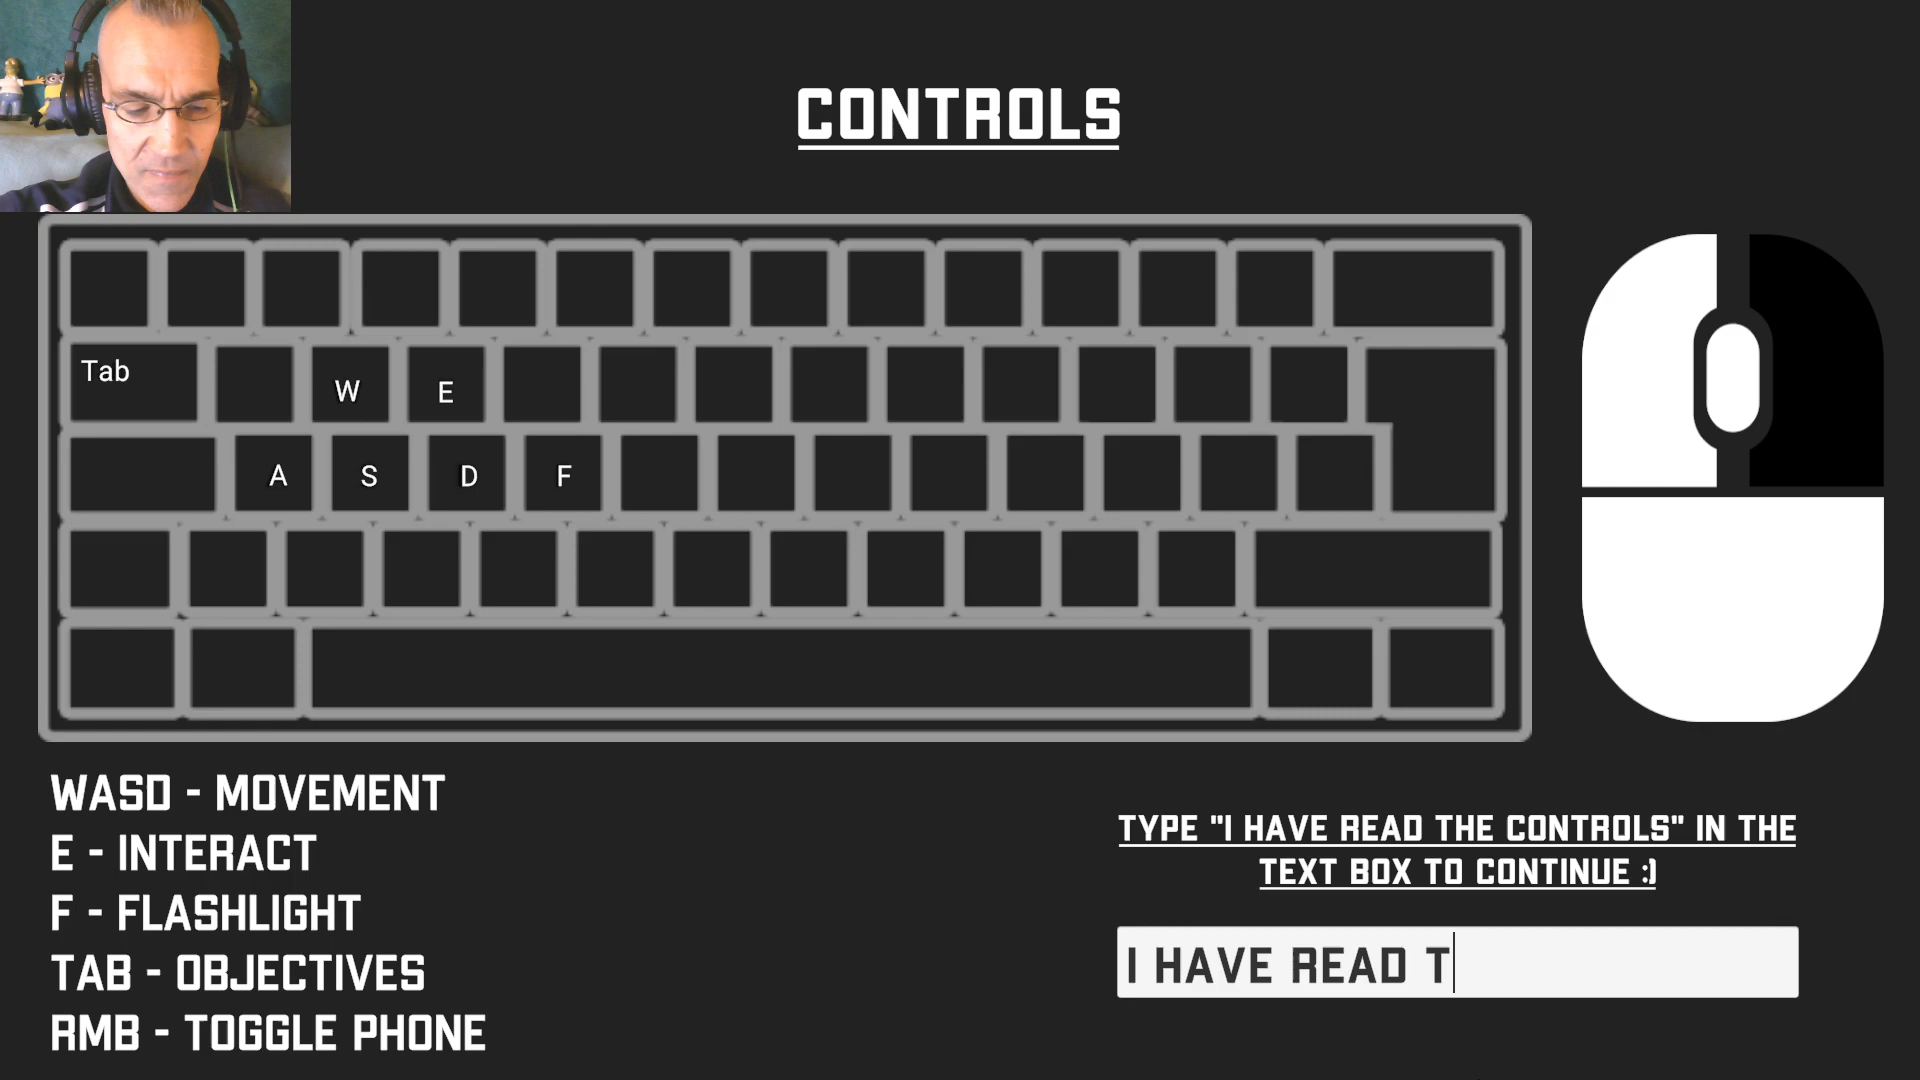 CONTROLS
Tab
W E
A S D F
WASD - MOVEMENT
E - INTERACT
F - FLASHLIGHT
TAB - OBJECTIVES
RMB - TOGGLE PHONE
TYPE "I HAVE READ THE CONTROLS" IN THE
TEXT BOX TO CONTINUE :)
I HAVE READ T